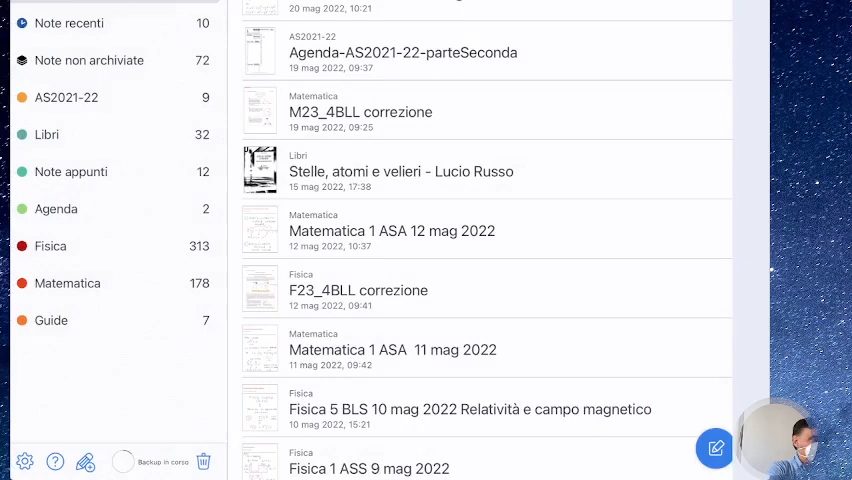 Note recenti 10
Note non archiviate 72
AS2021-22 9
Libri 32
Note appunti 12
Agenda 2
Fisica 313
Matematica 178
Guide 7
Backup in corso
20 mag 2022, 10:21
AS2021-22
Agenda-AS2021-22-parteSeconda
19 mag 2022, 09:37
Matematica
M23_4BLL correzione
19 mag 2022, 09:25
Libri
Stelle, atomi e velieri - Lucio Russo
15 mag 2022, 17:38
Matematica
Matematica 1 ASA 12 mag 2022
12 mag 2022, 10:37
Fisica
F23_4BLL correzione
12 mag 2022, 09:41
Matematica
Matematica 1 ASA 11 mag 2022
11 mag 2022, 09:42
Fisica
Fisica 5 BLS 10 mag 2022 Relatività e campo magnetico
10 mag 2022, 15:21
Fisica
Fisica 1 ASS 9 mag 2022